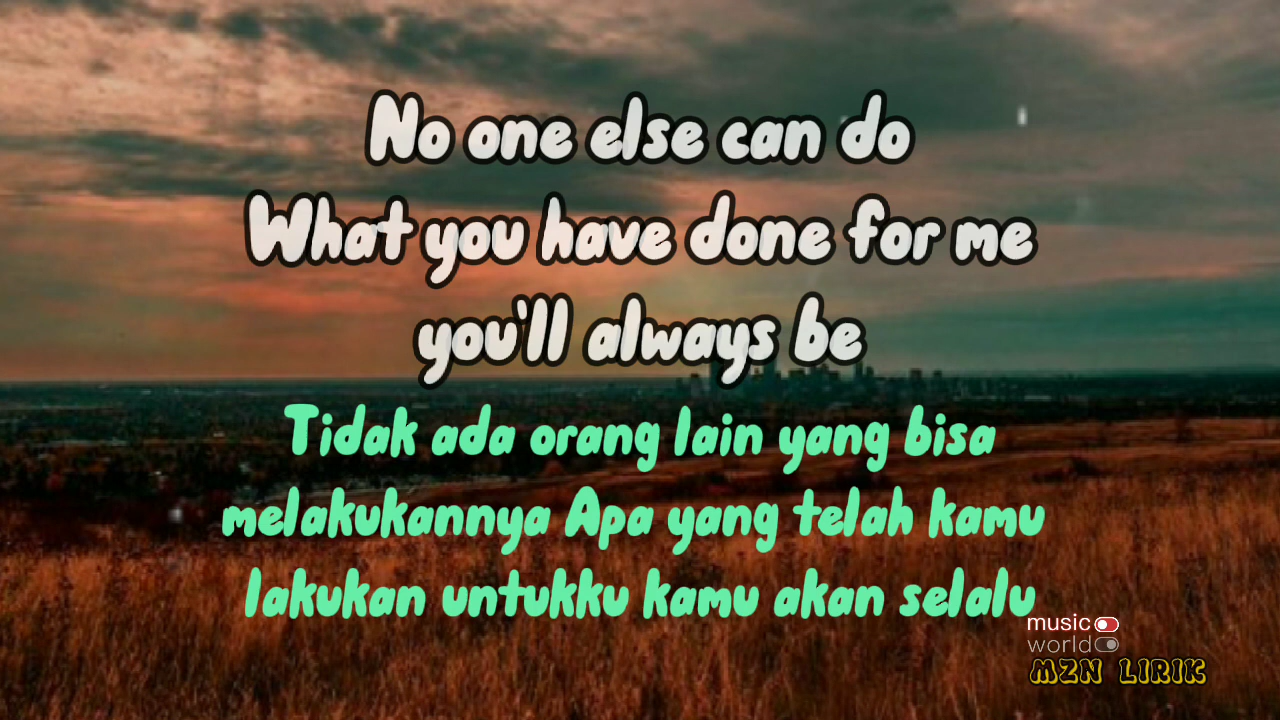 No one else can do
What you have done for me
you'll always be
Tidak ada orang lain yang bisa
melakukannya Apa yang telah kamu
lakukan untukku kamu akan selalu
music
world
MZN LIRIK